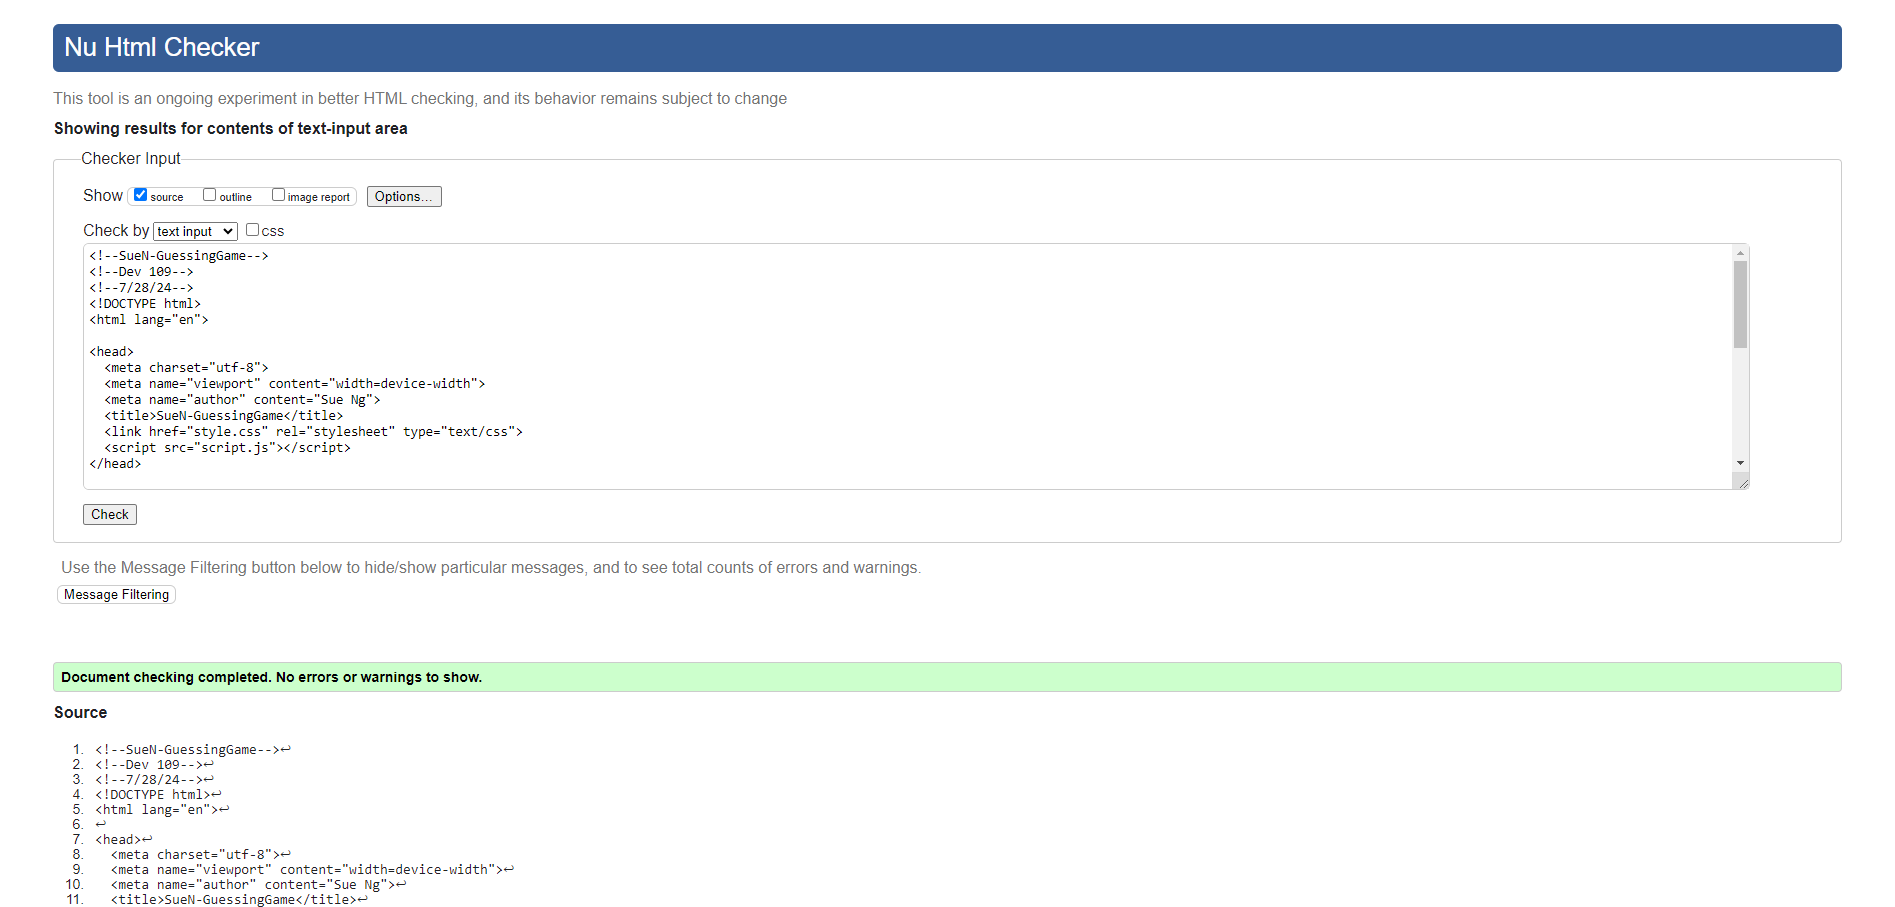 Nu Html Checker
This tool is an ongoing experiment in better HTML checking, and its behavior remains subject to change
Showing results for contents of text-input area
Checker Input
Show source outline image report Options...
Check by text input css
<!--SueN-GuessingGame-->
<!--Dev 109-->
<!--7/28/24-->
<!DOCTYPE html>
<html lang="en">
<head>
  <meta charset="utf-8">
  <meta name="viewport" content="width=device-width">
  <meta name="author" content="Sue Ng">
  <title>SueN-GuessingGame</title>
  <link href="style.css" rel="stylesheet" type="text/css">
  <script src="script.js"></script>
</head>
Check
Use the Message Filtering button below to hide/show particular messages, and to see total counts of errors and warnings.
Message Filtering
Document checking completed. No errors or warnings to show.
Source
1. <!--SueN-GuessingGame-->↩
2. <!--Dev 109-->↩
3. <!--7/28/24-->↩
4. <!DOCTYPE html>↩
5. <html lang="en">↩
6. ↩
7. <head>↩
8.   <meta charset="utf-8">↩
9.   <meta name="viewport" content="width=device-width">↩
10.   <meta name="author" content="Sue Ng">↩
11.   <title>SueN-GuessingGame</title>↩